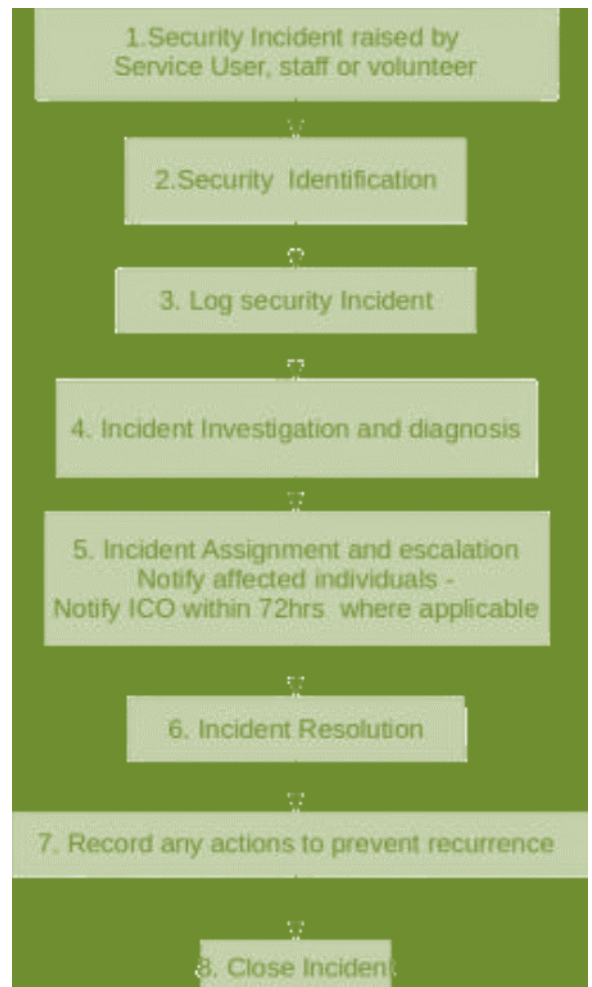 1.Security Incident raised by
Service User, staff or volunteer
2.Security Identification
3. Log security Incident
4. Incident Investigation and diagnosis
5. Incident Assignment and escalation
Notify affected individuals -
Notify ICO within 72hrs where applicable
6. Incident Resolution
7. Record any actions to prevent recurrence
8. Close Incident